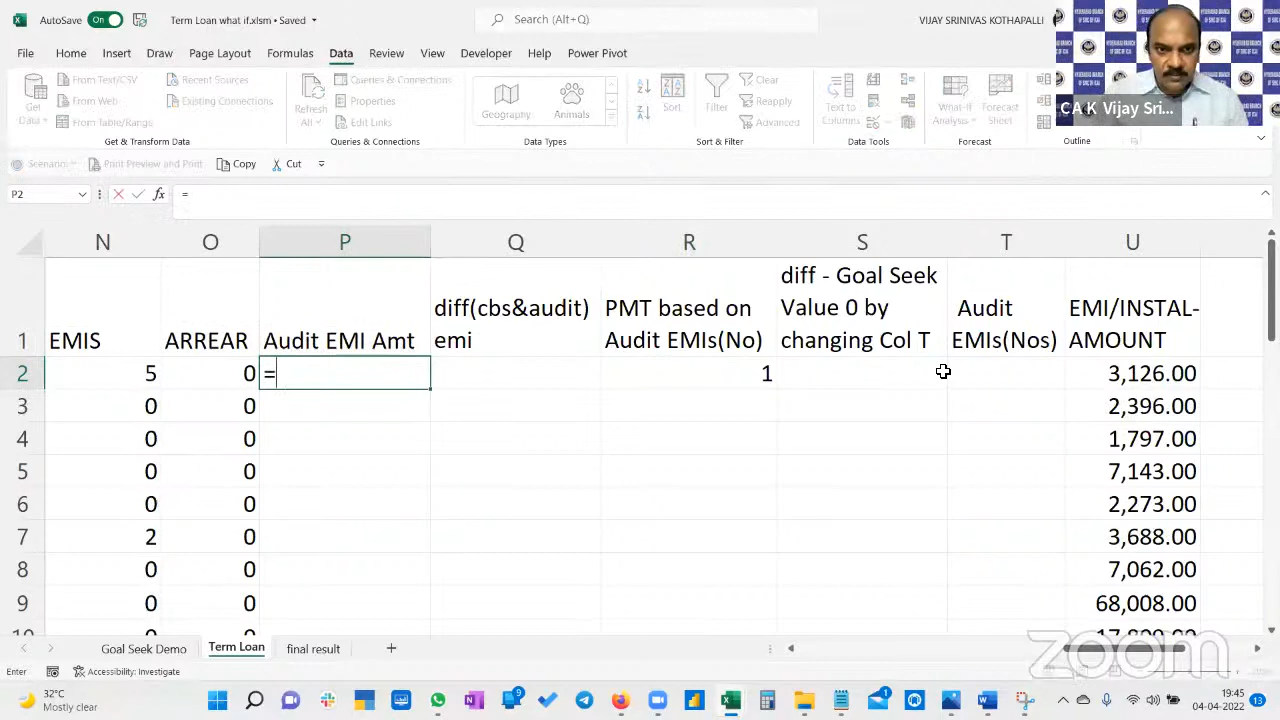 AutoSave On Term Loan what if.xlsm • Saved Search (Alt+Q) VIJAY SRINIVAS KOTHAPALLI
File Home Insert Draw Page Layout Formulas Data Review View Developer Help Power Pivot
From Text/CSV Recent Sources Queries & Connections Clear
Get Data From Web Existing Connections Refresh All Properties Geography Animals Sort Filter Reapply Text to Columns What-If Analysis Forecast Sheet
From Table/Range Edit Links Advanced
Get & Transform Data Queries & Connections Data Types Sort & Filter Data Tools Forecast Outline
C A K Vijay Sri...
Scenario: Print Preview and Print Copy Cut
P2 fx =
N O P Q R S T U
1 EMIS ARREAR Audit EMI Amt diff(cbs&audit) emi PMT based on Audit EMIs(No) diff - Goal Seek Value 0 by changing Col T Audit EMIs(Nos) EMI/INSTAL- AMOUNT
2 5 0 = 1 3,126.00
3 0 0 2,396.00
4 0 0 1,797.00
5 0 0 7,143.00
6 0 0 2,273.00
7 2 0 3,688.00
8 0 0 7,062.00
9 0 0 68,008.00
Goal Seek Demo Term Loan final result
zoom
Enter Accessibility: Investigate
32°C 19:45
Mostly clear 04-04-2022 13